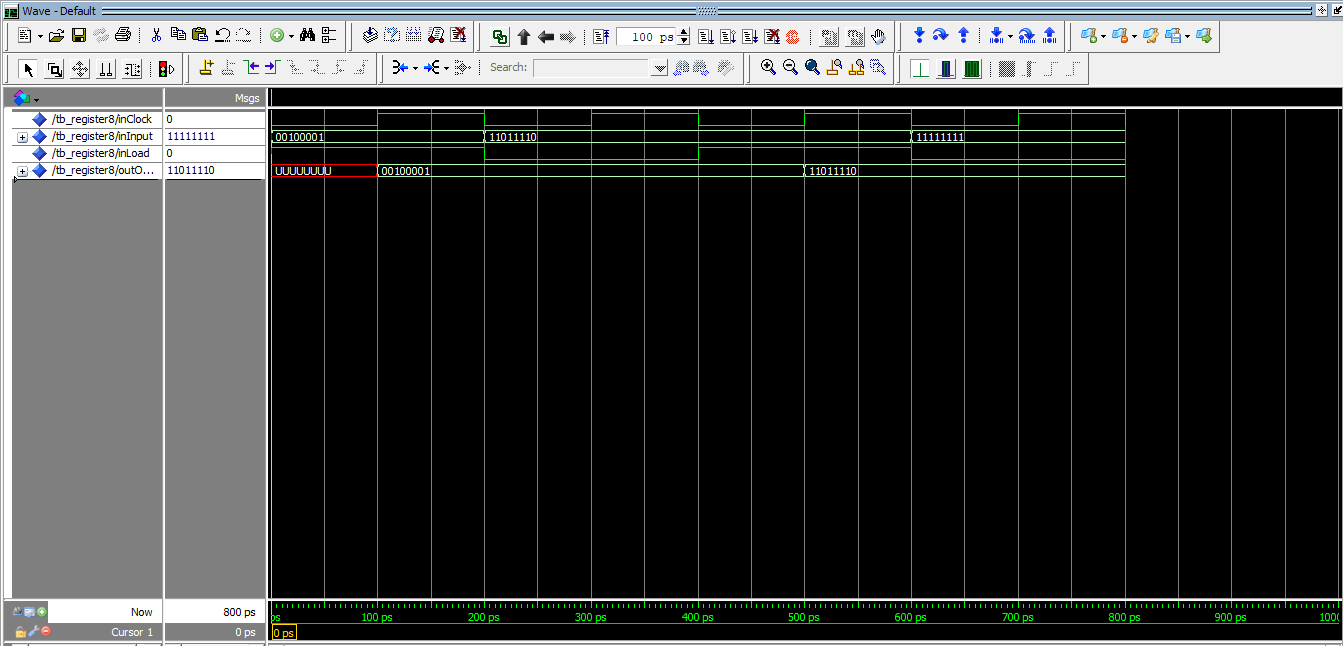 Wave - Default
100 ps
Search:
Msgs
/tb_register8/inClock 0
/tb_register8/inInput 11111111 00100001 11011110 11111111
/tb_register8/inLoad 0
/tb_register8/outO... 11011110 UUUUUUUU 00100001 11011110
Now 800 ps ps 100 ps 200 ps 300 ps 400 ps 500 ps 600 ps 700 ps 800 ps 900 ps 1000
Cursor 1 0 ps 0 ps